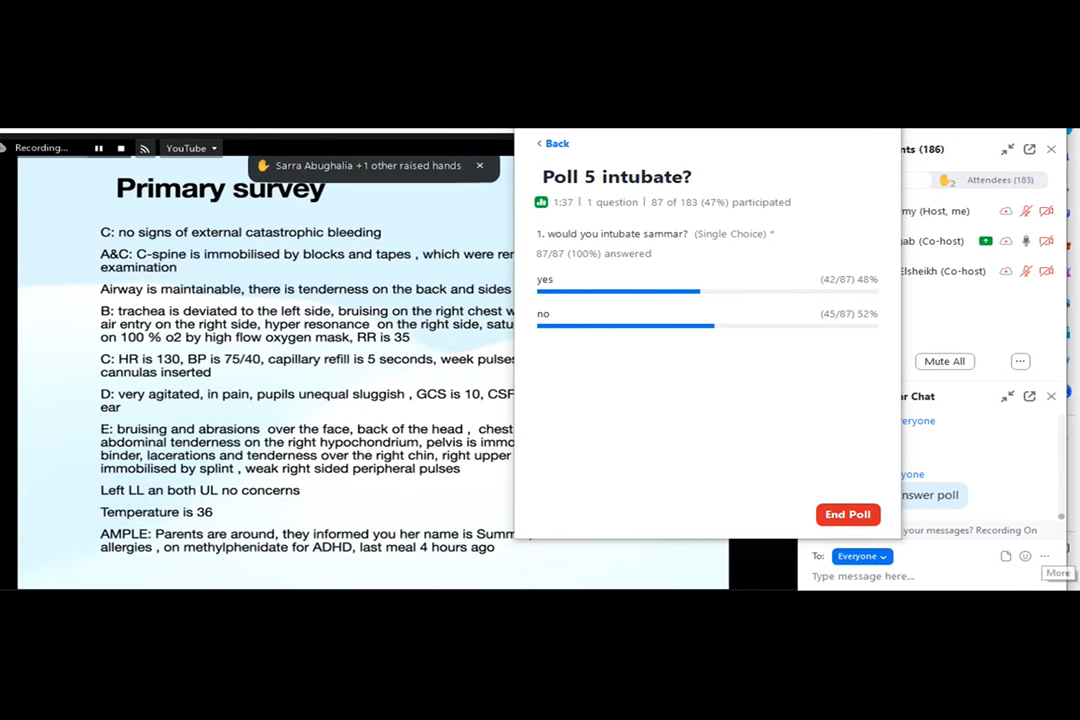 Recording...
YouTube
Sarra Abughalia +1 other raised hands
Primary survey
C: no signs of external catastrophic bleeding
A&C: C-spine is immobilised by blocks and tapes , which were
examination
Airway is maintainable, there is tenderness on the back and sides
B: trachea is deviated to the left side, bruising on the right chest
air entry on the right side, hyper resonance on the right side,
on 100 % o2 by high flow oxygen mask, RR is 35
C: HR is 130, BP is 75/40, capillary refill is 5 seconds, week pulses
cannulas inserted
D: very agitated, in pain, pupils unequal sluggish , GCS is 10, CSF
ear
E: bruising and abrasions over the face, back of the head , chest
abdominal tenderness on the right hypochondrium, pelvis is
binder, lacerations and tenderness over the right chin, right upper
immobilised by splint , weak right sided peripheral pulses
Left LL an both UL no concerns
Temperature is 36
AMPLE: Parents are around, they informed you her name is
allergies , on methylphenidate for ADHD, last meal 4 hours ago
Back
Poll 5 intubate?
1:37 | 1 question | 87 of 183 (47%) participated
1. would you intubate sammar? (Single Choice) *
87/87 (100%) answered
yes (42/87) 48%
no (45/87) 52%
End Poll
nts (186)
2 Attendees (183)
my (Host, me)
ab (Co-host)
Elsheikh (Co-host)
Mute All
...
ar Chat
eryone
yone
nswer poll
your messages? Recording On
To: Everyone
More
Type message here...